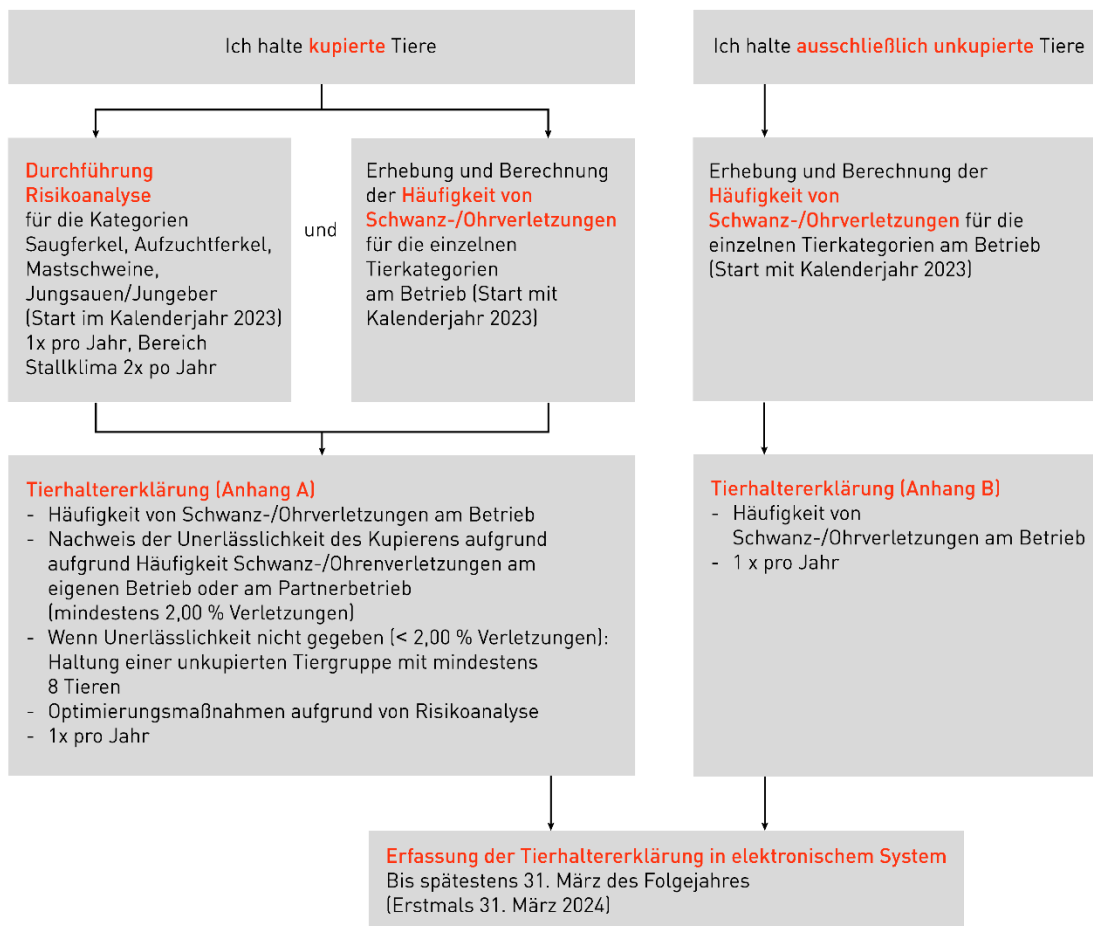 Ich halte kupierte Tiere
Ich halte ausschließlich unkupierte Tiere
Durchführung
Risikoanalyse
für die Kategorien
Saugferkel, Aufzuchtferkel,
Mastschweine,
Jungsauen/Jungeber
(Start im Kalenderjahr 2023)
1x pro Jahr, Bereich
Stallklima 2x po Jahr
und
Erhebung und Berechnung
der Häufigkeit von
Schwanz-/Ohrverletzungen
für die einzelnen
Tierkategorien
am Betrieb (Start mit
Kalenderjahr 2023)
Erhebung und Berechnung der
Häufigkeit von
Schwanz-/Ohrverletzungen für die
einzelnen Tierkategorien am Betrieb
(Start mit Kalenderjahr 2023)
Tierhaltererklärung (Anhang A)
- Häufigkeit von Schwanz-/Ohrverletzungen am Betrieb
- Nachweis der Unerlässlichkeit des Kupierens aufgrund
aufgrund Häufigkeit Schwanz-/Ohrenverletzungen am
eigenen Betrieb oder am Partnerbetrieb
(mindestens 2,00 % Verletzungen)
- Wenn Unerlässlichkeit nicht gegeben (< 2,00 % Verletzungen):
Haltung einer unkupierten Tiergruppe mit mindestens
8 Tieren
- Optimierungsmaßnahmen aufgrund von Risikoanalyse
- 1x pro Jahr
Tierhaltererklärung (Anhang B)
- Häufigkeit von
Schwanz-/Ohrverletzungen am Betrieb
- 1 x pro Jahr
Erfassung der Tierhaltererklärung in elektronischem System
Bis spätestens 31. März des Folgejahres
(Erstmals 31. März 2024)